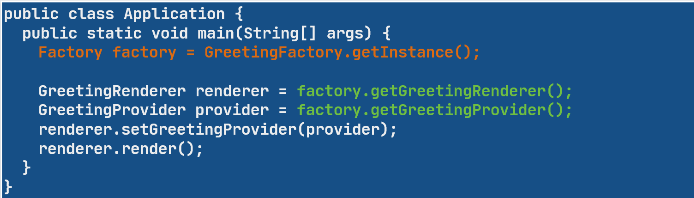 public class Application {
  public static void main(String[] args) {
    Factory factory = GreetingFactory.getInstance();

    GreetingRenderer renderer = factory.getGreetingRenderer();
    GreetingProvider provider = factory.getGreetingProvider();
    renderer.setGreetingProvider(provider);
    renderer.render();
  }
}